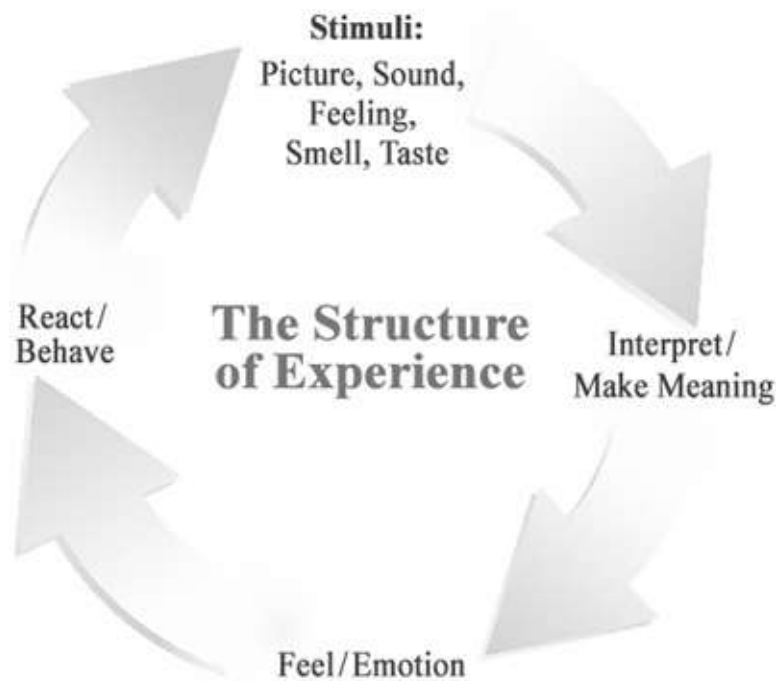 Stimuli:
Picture, Sound,
Feeling,
Smell, Taste
The Structure
of Experience
Interpret/
Make Meaning
Feel/Emotion
React/
Behave